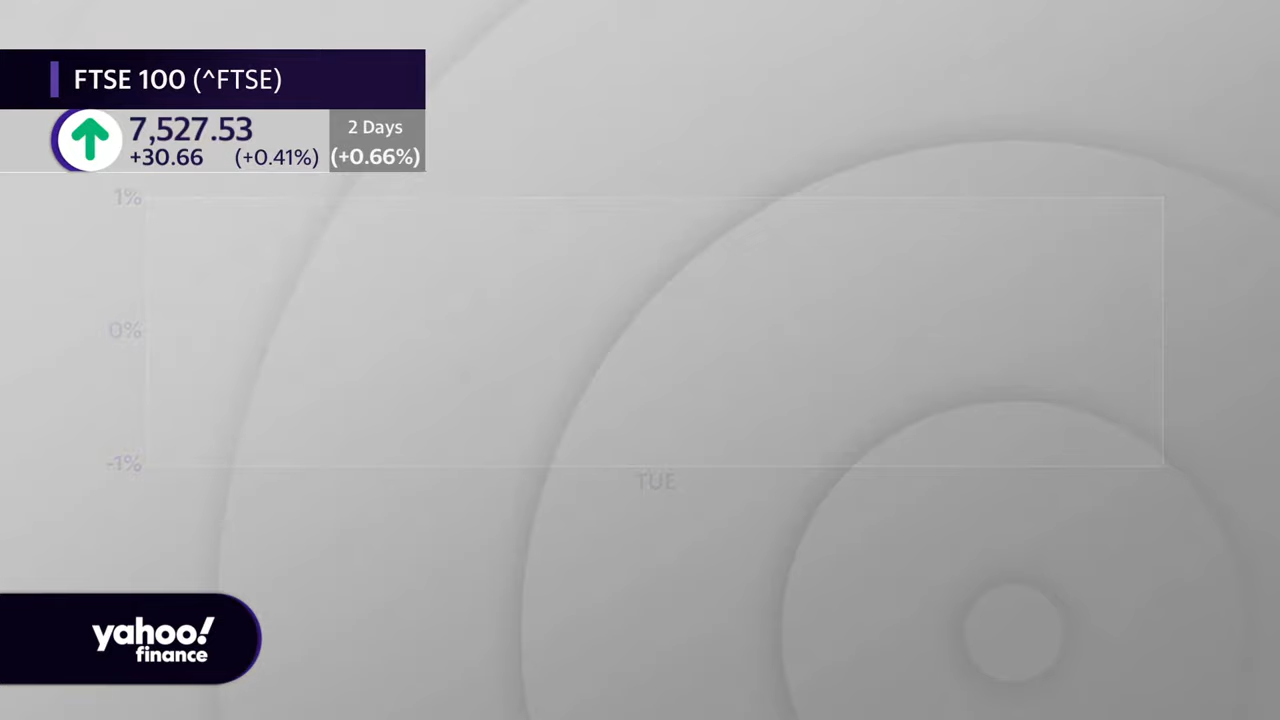 FTSE 100 (^FTSE)
7,527.53
+30.66 (+0.41%)
2 Days
(+0.66%)
1%
0%
-1%
TUE
yahoo!
finance